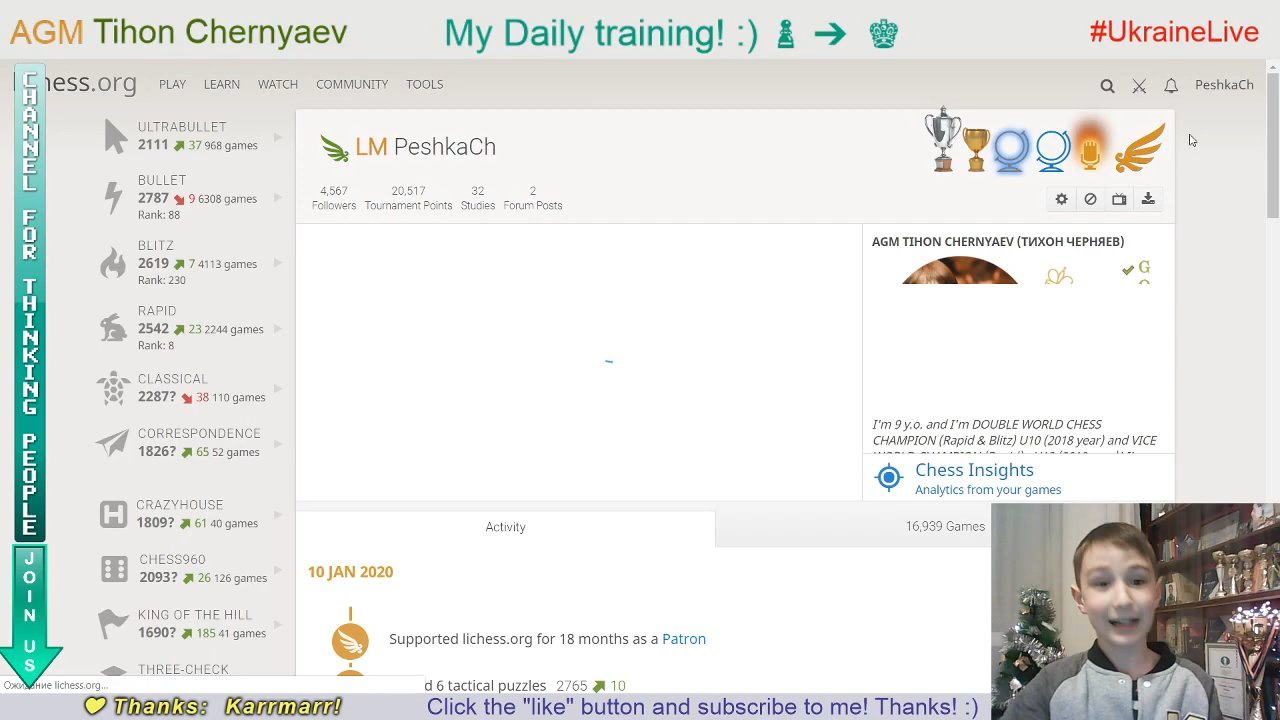 AGM Tihon Chernyaev
My Daily training! :)
#UkraineLive
CHANNEL FOR THINKING PEOPLE
JOIN US
hess.org
PLAY LEARN WATCH COMMUNITY TOOLS
PeshkaCh
ULTRABULLET
2111 37 968 games
BULLET
2787 9 6308 games
Rank: 88
BLITZ
2619 7 4113 games
Rank: 230
RAPID
2542 23 2244 games
Rank: 8
CLASSICAL
2287? 38 110 games
CORRESPONDENCE
1826? 65 52 games
CRAZYHOUSE
1809? 61 40 games
CHESS960
2093? 26 126 games
KING OF THE HILL
1690? 185 41 games
THREE-CHECK
LM PeshkaCh
4,567 Followers
20,517 Tournament Points
32 Studies
2 Forum Posts
AGM TIHON CHERNYAEV (ТИХОН ЧЕРНЯЕВ)
G
I'm 9 y.o. and I'm DOUBLE WORLD CHESS
CHAMPION (Rapid & Blitz) U10 (2018 year) and VICE
Chess Insights
Analytics from your games
Activity
16,939 Games
10 JAN 2020
Supported lichess.org for 18 months as a Patron
d 6 tactical puzzles 2765 10
Ожидание lichess.org...
Thanks: Karrmarr!
Click the "like" button and subscribe to me! Thanks! :)